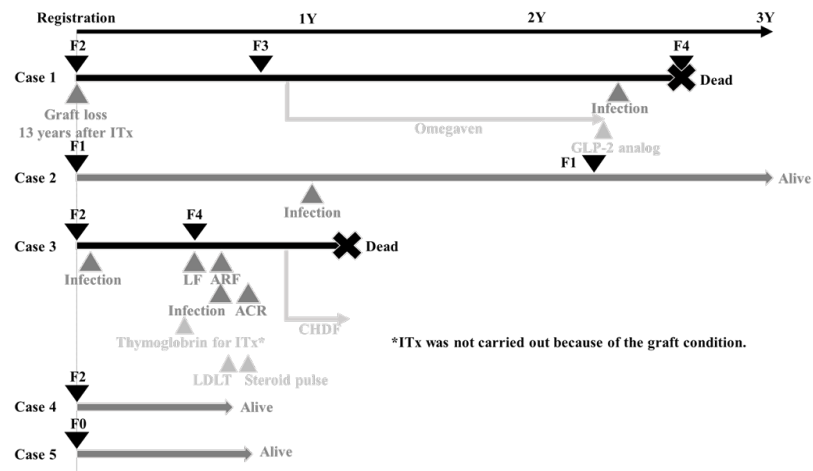 Registration 1Y 2Y 3Y
F2 F3 F4
Case 1 Dead
Graft loss Infection
13 years after ITx
Omegaven
GLP-2 analog
F1 F1
Case 2 Alive
Infection
F2 F4
Case 3 Dead
Infection LF ARF
Infection ACR
CHDF
Thymoglobrin for ITx*
*ITx was not carried out because of the graft condition.
LDLT Steroid pulse
F2
Case 4 Alive
F0
Case 5 Alive